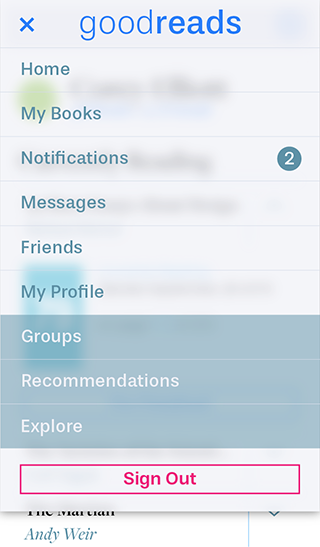 × goodreads
Home
My Books
Notifications 2
Messages
Friends
My Profile
Groups
Recommendations
Explore
Sign Out
The Martian
Andy Weir